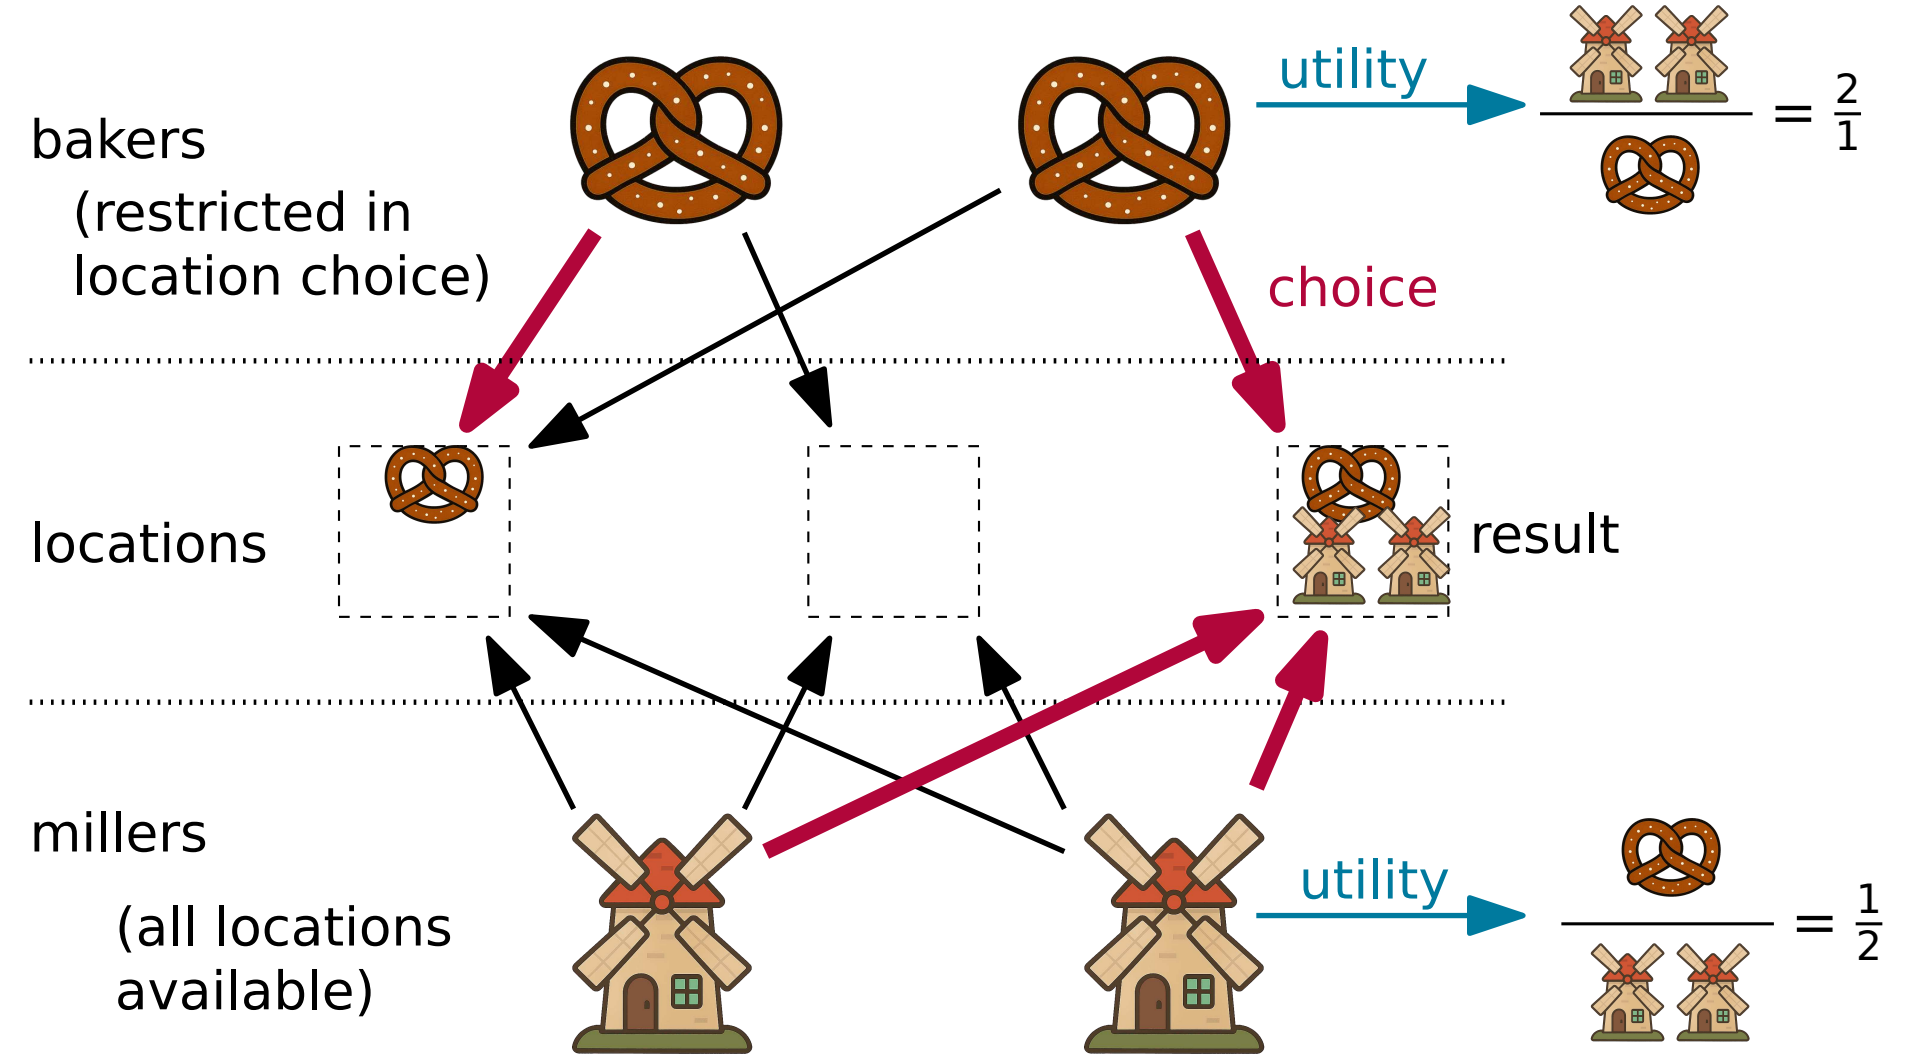 utility
= 2/1
bakers
(restricted in
location choice)
choice
locations
result
millers
(all locations
available)
utility
= 1/2